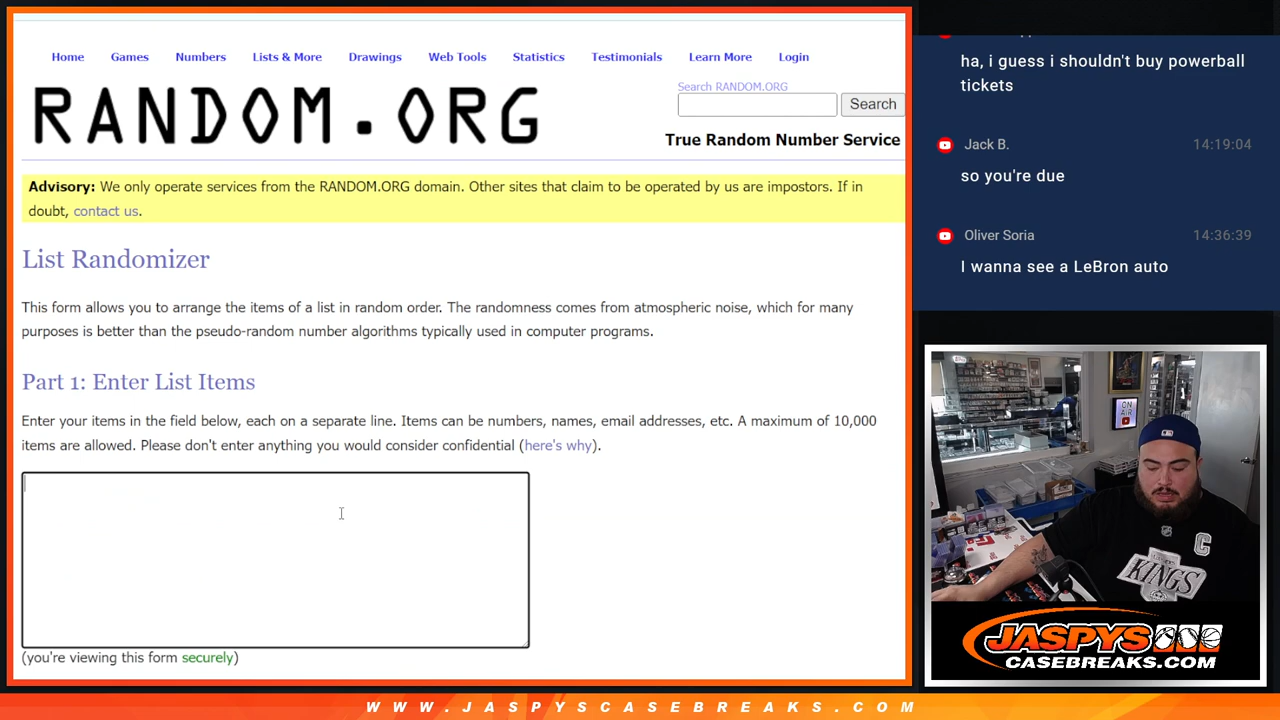 Home Games Numbers Lists & More Drawings Web Tools Statistics Testimonials Learn More Login
RANDOM.ORG
Search RANDOM.ORG
Search
True Random Number Service
Advisory: We only operate services from the RANDOM.ORG domain. Other sites that claim to be operated by us are impostors. If in
doubt, contact us.
List Randomizer
This form allows you to arrange the items of a list in random order. The randomness comes from atmospheric noise, which for many
purposes is better than the pseudo-random number algorithms typically used in computer programs.
Part 1: Enter List Items
Enter your items in the field below, each on a separate line. Items can be numbers, names, email addresses, etc. A maximum of 10,000
items are allowed. Please don't enter anything you would consider confidential (here's why).
(you're viewing this form securely)
ha, i guess i shouldn't buy powerball
tickets
Jack B. 14:19:04
so you're due
Oliver Soria 14:36:39
I wanna see a LeBron auto
ON
AIR
C
KINGS
JASPYS
CASEBREAKS.COM
WWW.JASPYSCASEBREAKS.COM